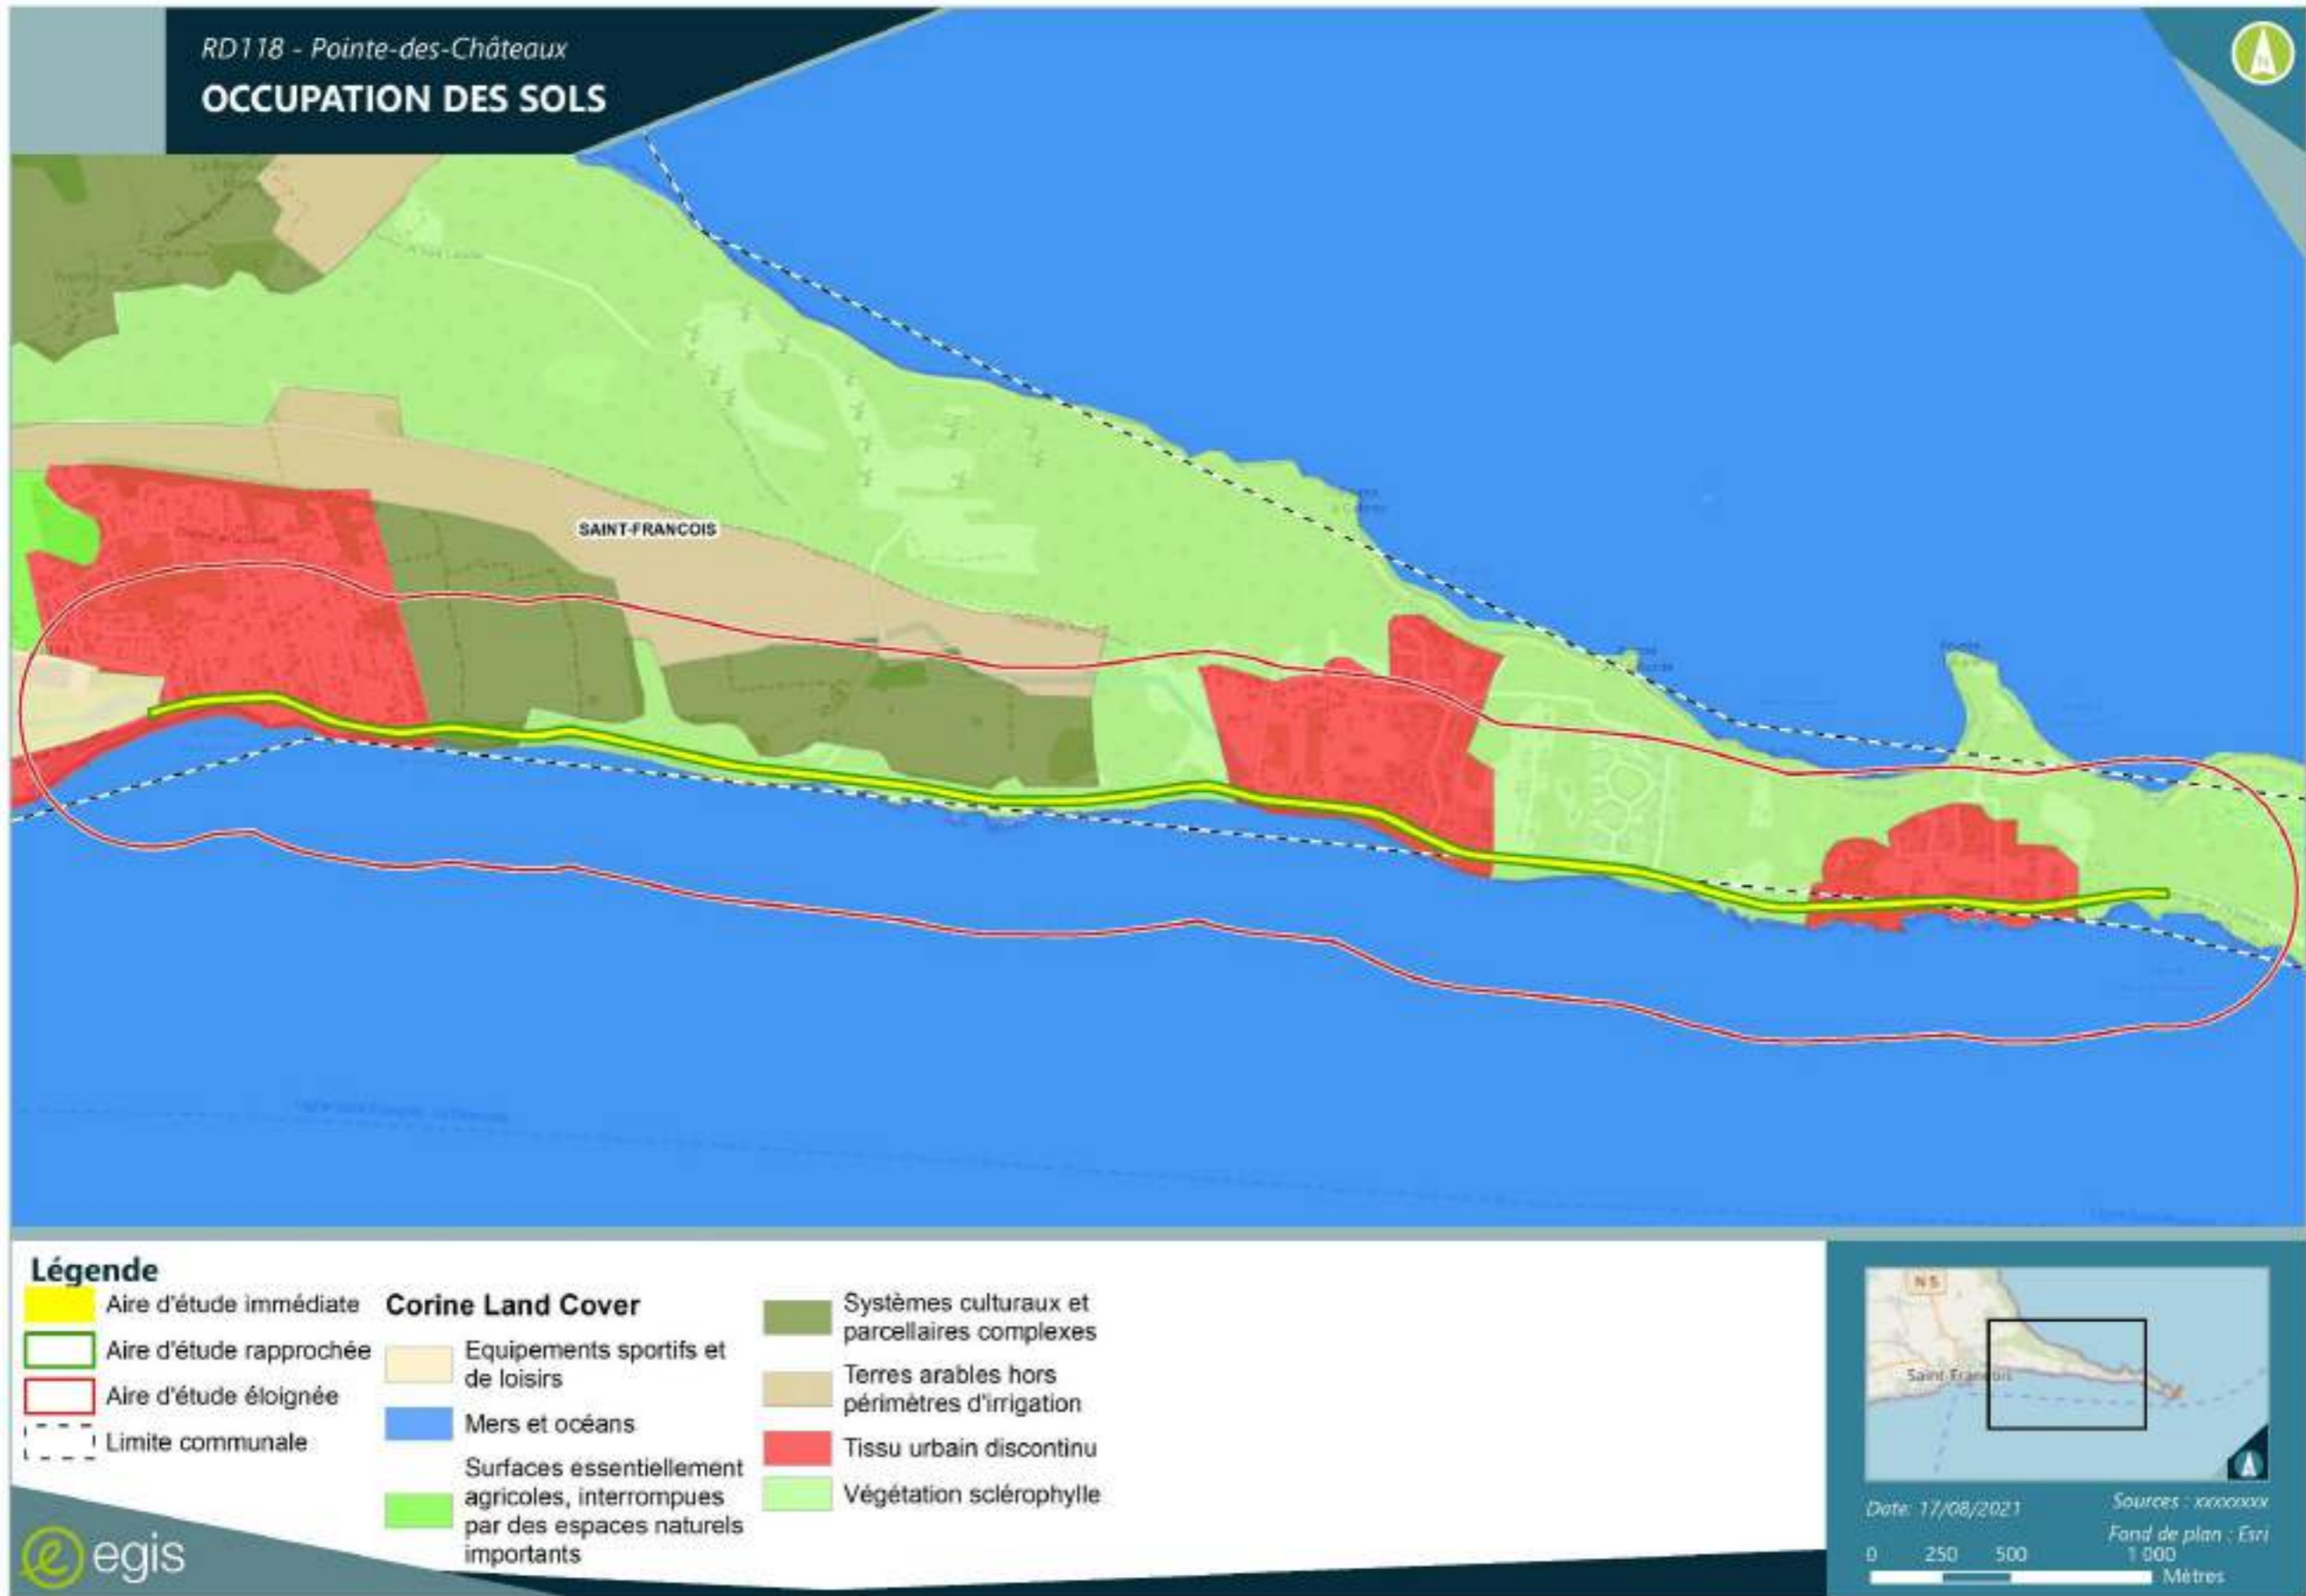 RD118 - Pointe-des-Châteaux
OCCUPATION DES SOLS
N
SAINT-FRANCOIS
Légende
Aire d'étude immédiate
Aire d'étude rapprochée
Aire d'étude éloignée
Limite communale
Corine Land Cover
Equipements sportifs et
de loisirs
Mers et océans
Surfaces essentiellement
agricoles, interrompues
par des espaces naturels
importants
Systèmes culturaux et
parcellaires complexes
Terres arables hors
périmètres d'irrigation
Tissu urbain discontinu
Végétation sclérophylle
egis
N 5
Saint-François
Date: 17/08/2021
Sources : xxxxxxxx
Fond de plan : Esri
0 250 500 1 000
Mètres